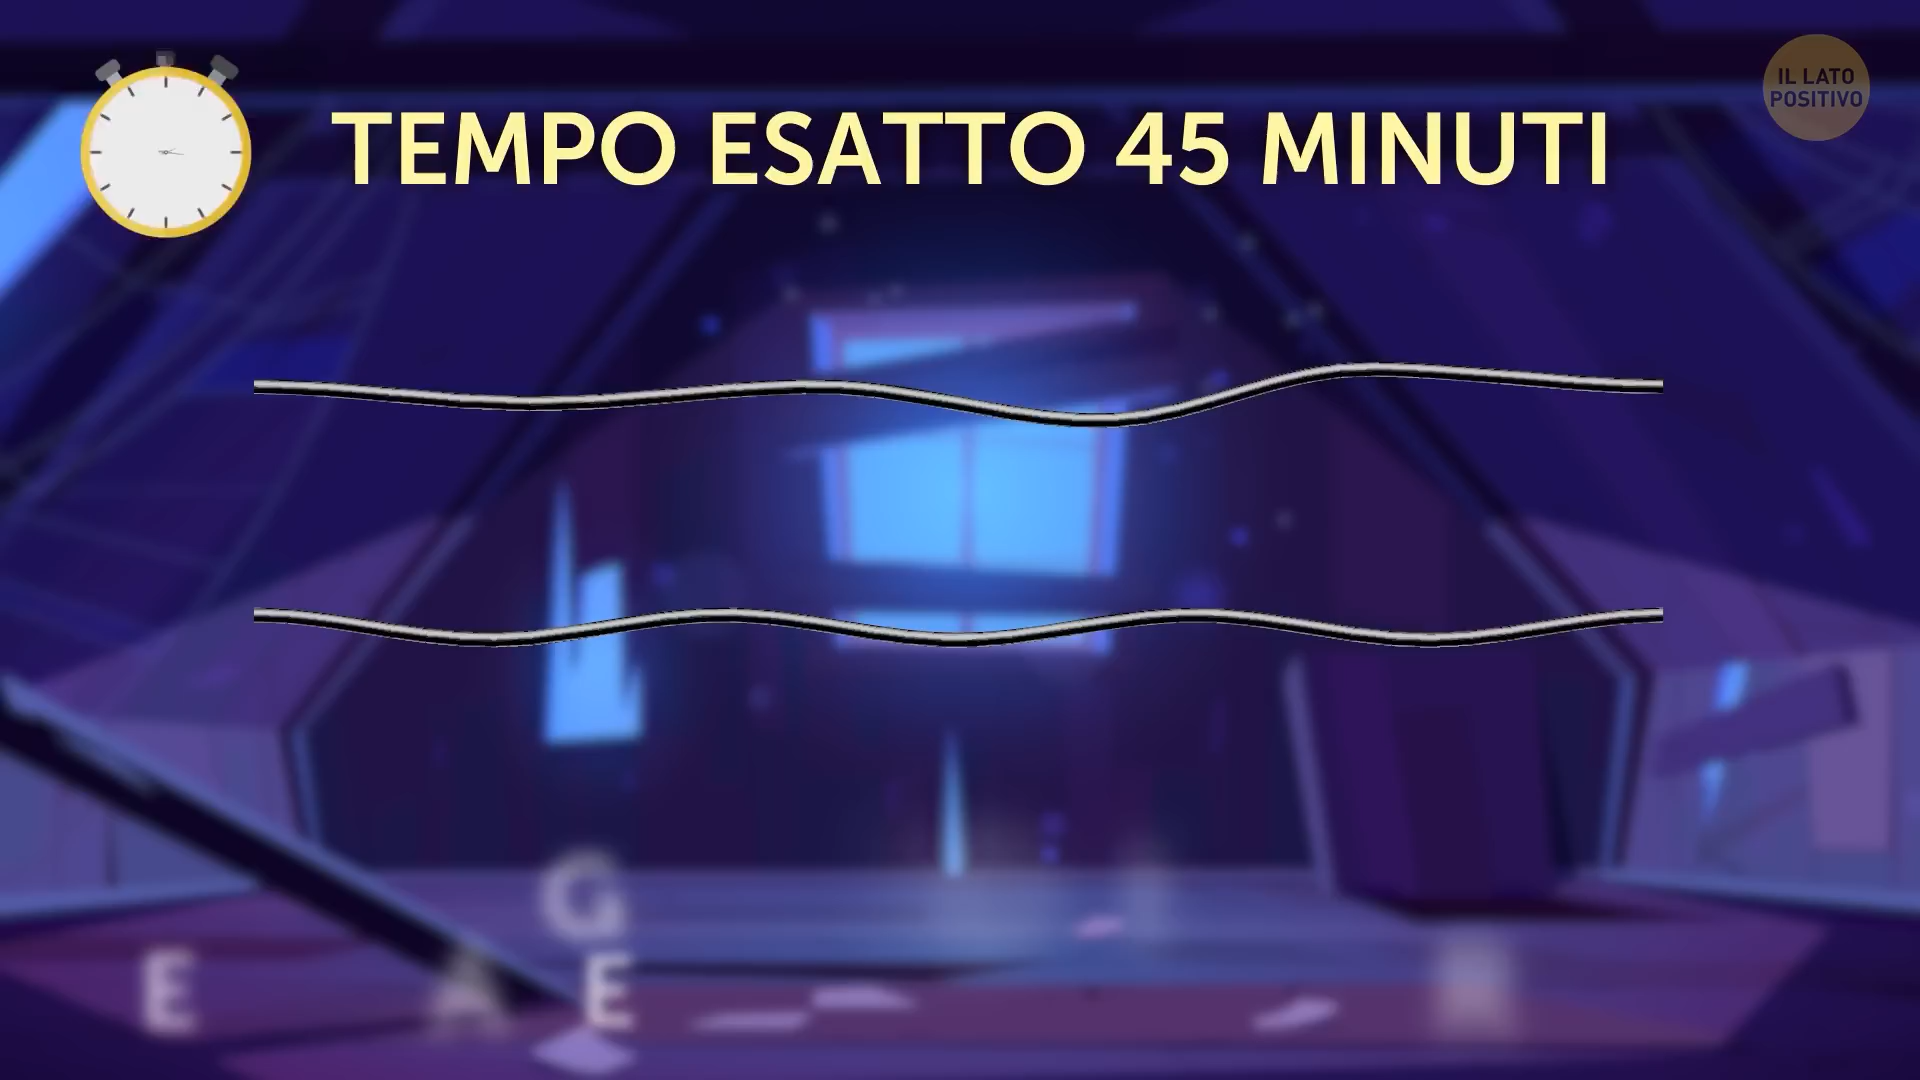 IL LATO
POSITIVO
TEMPO ESATTO 45 MINUTI
G
E A E